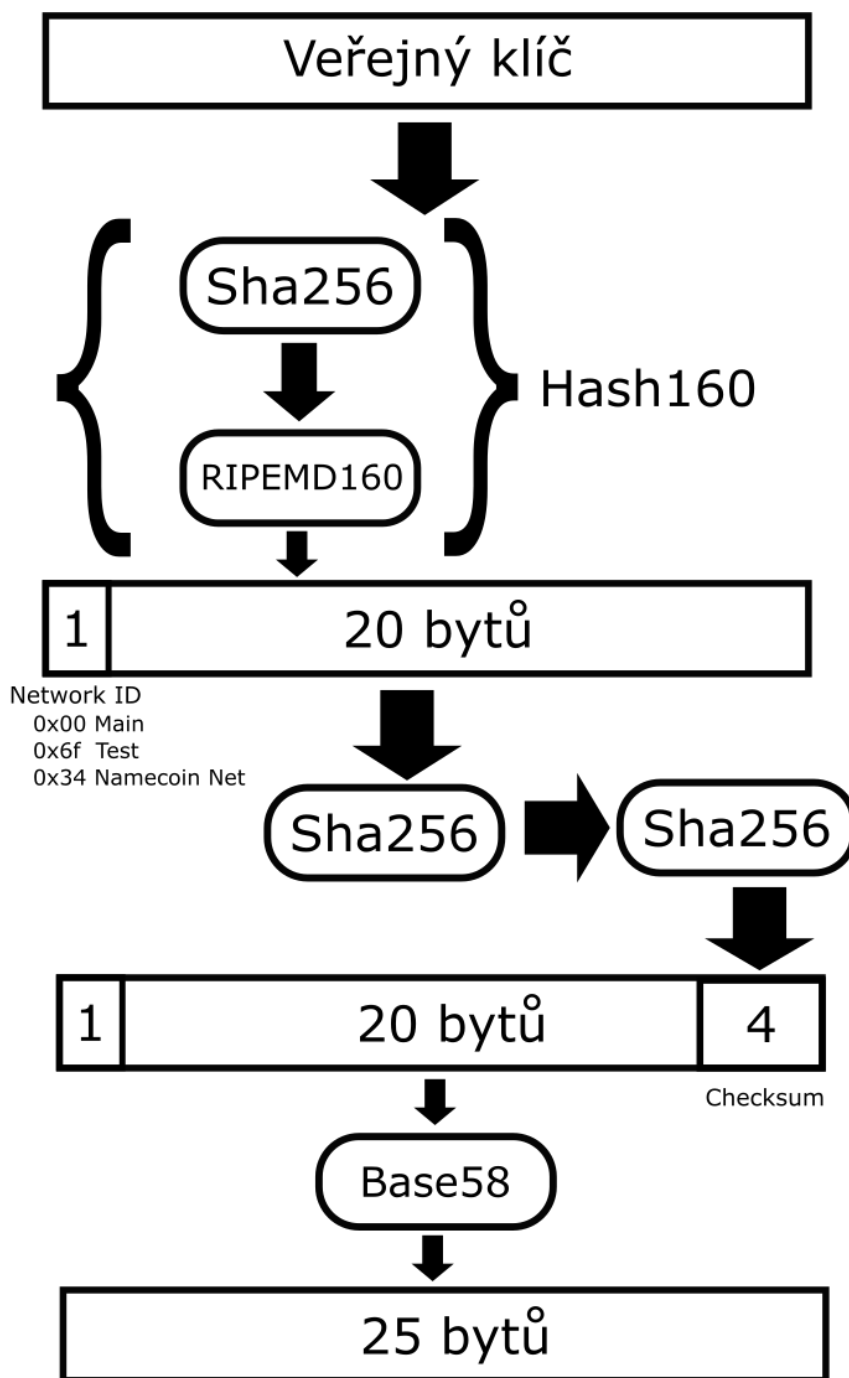 Veřejný klíč
Sha256
Hash160
RIPEMD160
1
20 bytů
Network ID
0x00 Main
0x6f Test
0x34 Namecoin Net
Sha256
Sha256
1
20 bytů
4
Checksum
Base58
25 bytů